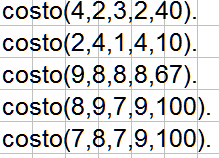 costo(4,2,3,2,40).
costo(2,4,1,4,10).
costo(9,8,8,8,67).
costo(8,9,7,9,100).
costo(7,8,7,9,100).